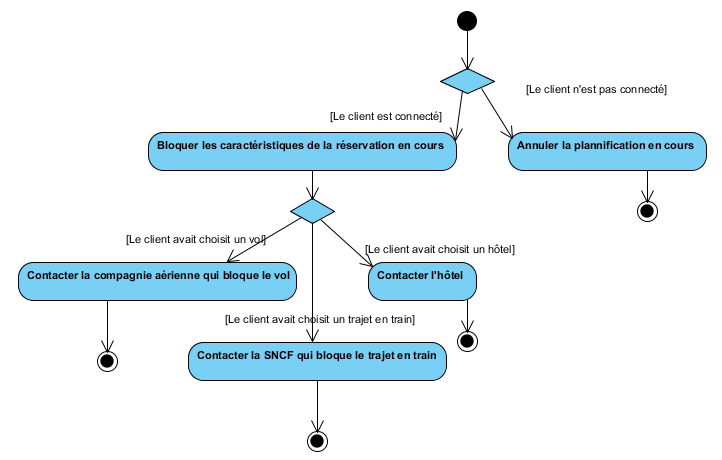 [Le client n'est pas connecté]
[Le client est connecté]
Bloquer les caractéristiques de la réservation en cours
Annuler la plannification en cours
[Le client avait choisit un vol]
[Le client avait choisit un hôtel]
Contacter la compagnie aérienne qui bloque le vol
Contacter l'hôtel
[Le client avait choisit un trajet en train]
Contacter la SNCF qui bloque le trajet en train